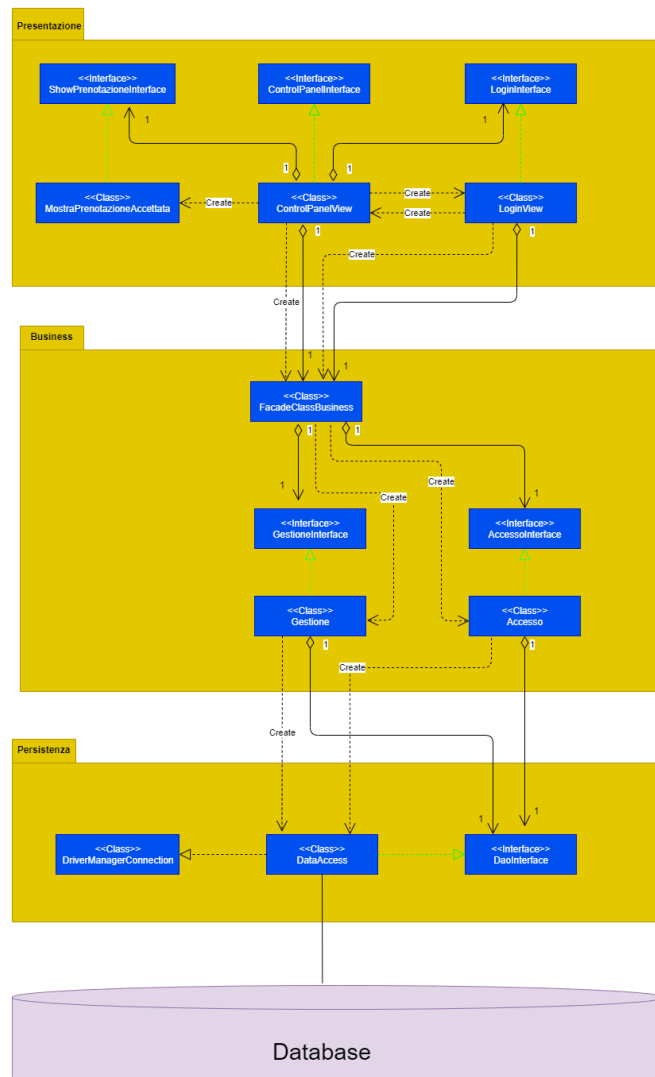 Presentazione
<<Interface>>
ShowPrenotazioneInterface
<<Interface>>
ControlPanelInterface
<<Interface>>
LoginInterface
1
1
1
1
<<Class>>
MostraPrenotazioneAccettata
Create
<<Class>>
ControlPanelView
Create
Create
<<Class>>
LoginView
1
1
Create
Create
Business
1
1
<<Class>>
FacadeClassBusiness
1
1
Create
1
Create
1
<<Interface>>
GestioneInterface
<<Interface>>
AccessoInterface
<<Class>>
Gestione
<<Class>>
Accesso
1
1
Create
Create
Persistenza
1
1
<<Class>>
DriverManagerConnection
<<Class>>
DataAccess
<<Interface>>
DaoInterface
Database